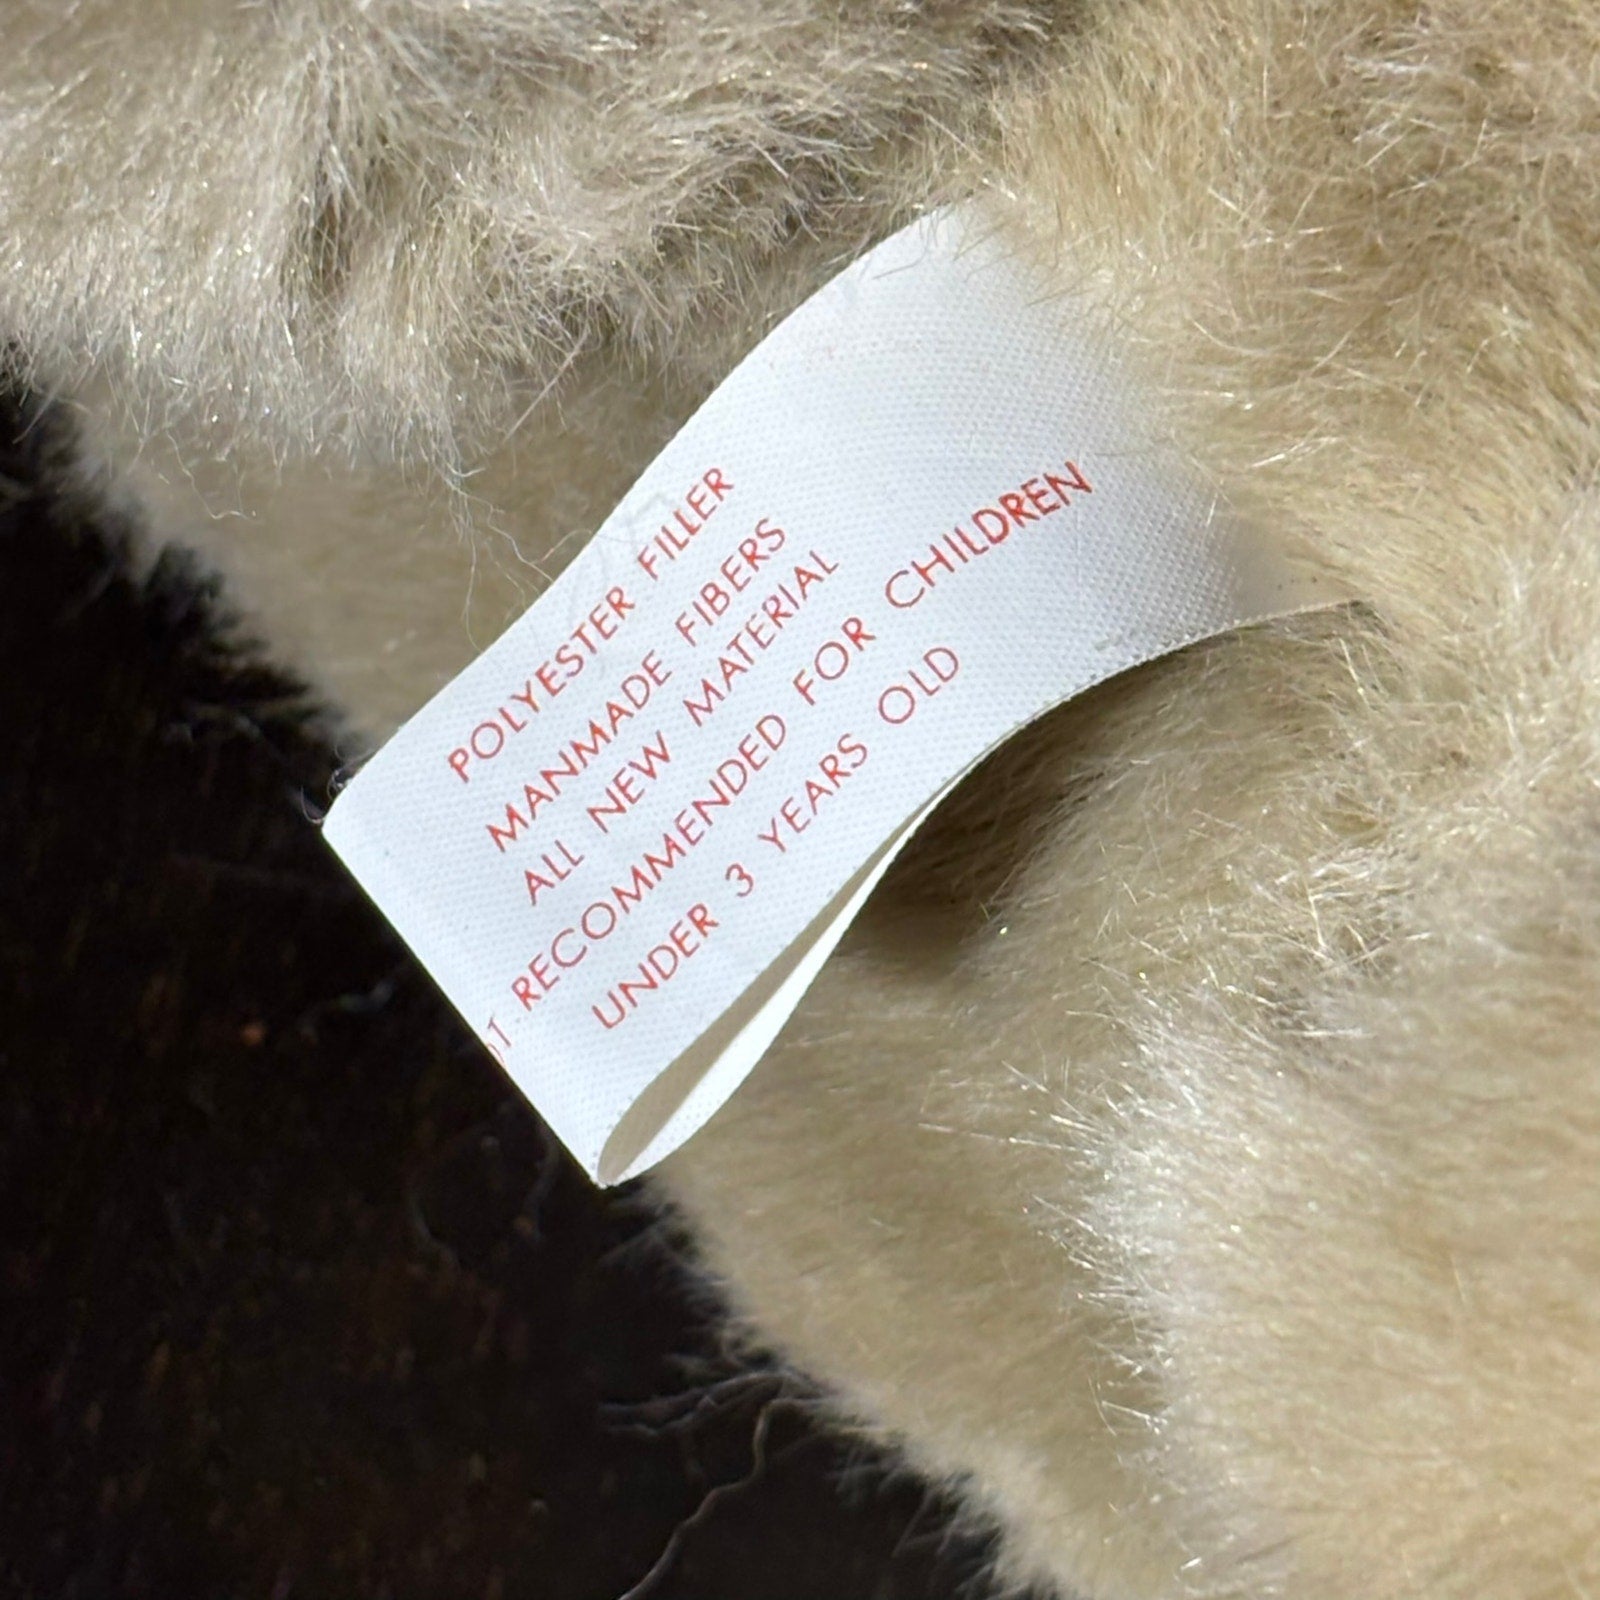 POLYESTER FILLER
MANMADE FIBERS
ALL NEW MATERIAL
RECOMMENDED FOR CHILDREN
UNDER 3 YEARS OLD